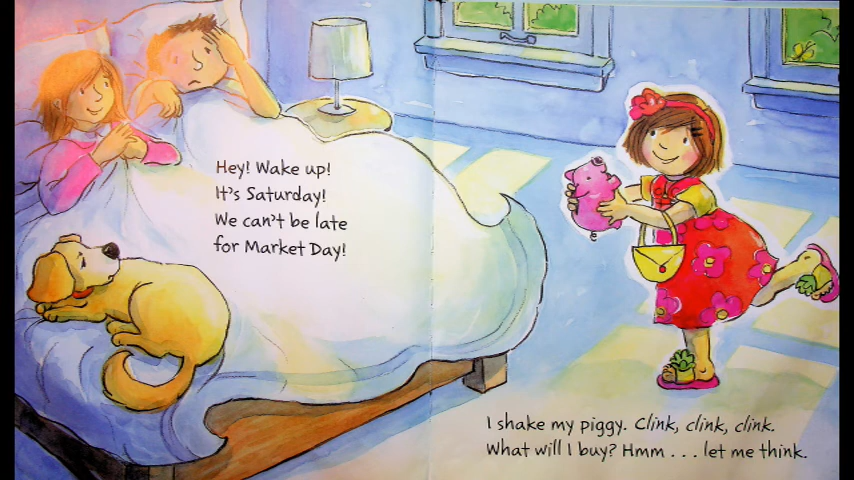 Hey! Wake up!
It's Saturday!
We can't be late
for Market Day!
I shake my piggy. Clink, clink, clink.
What will I buy? Hmm . . . let me think.